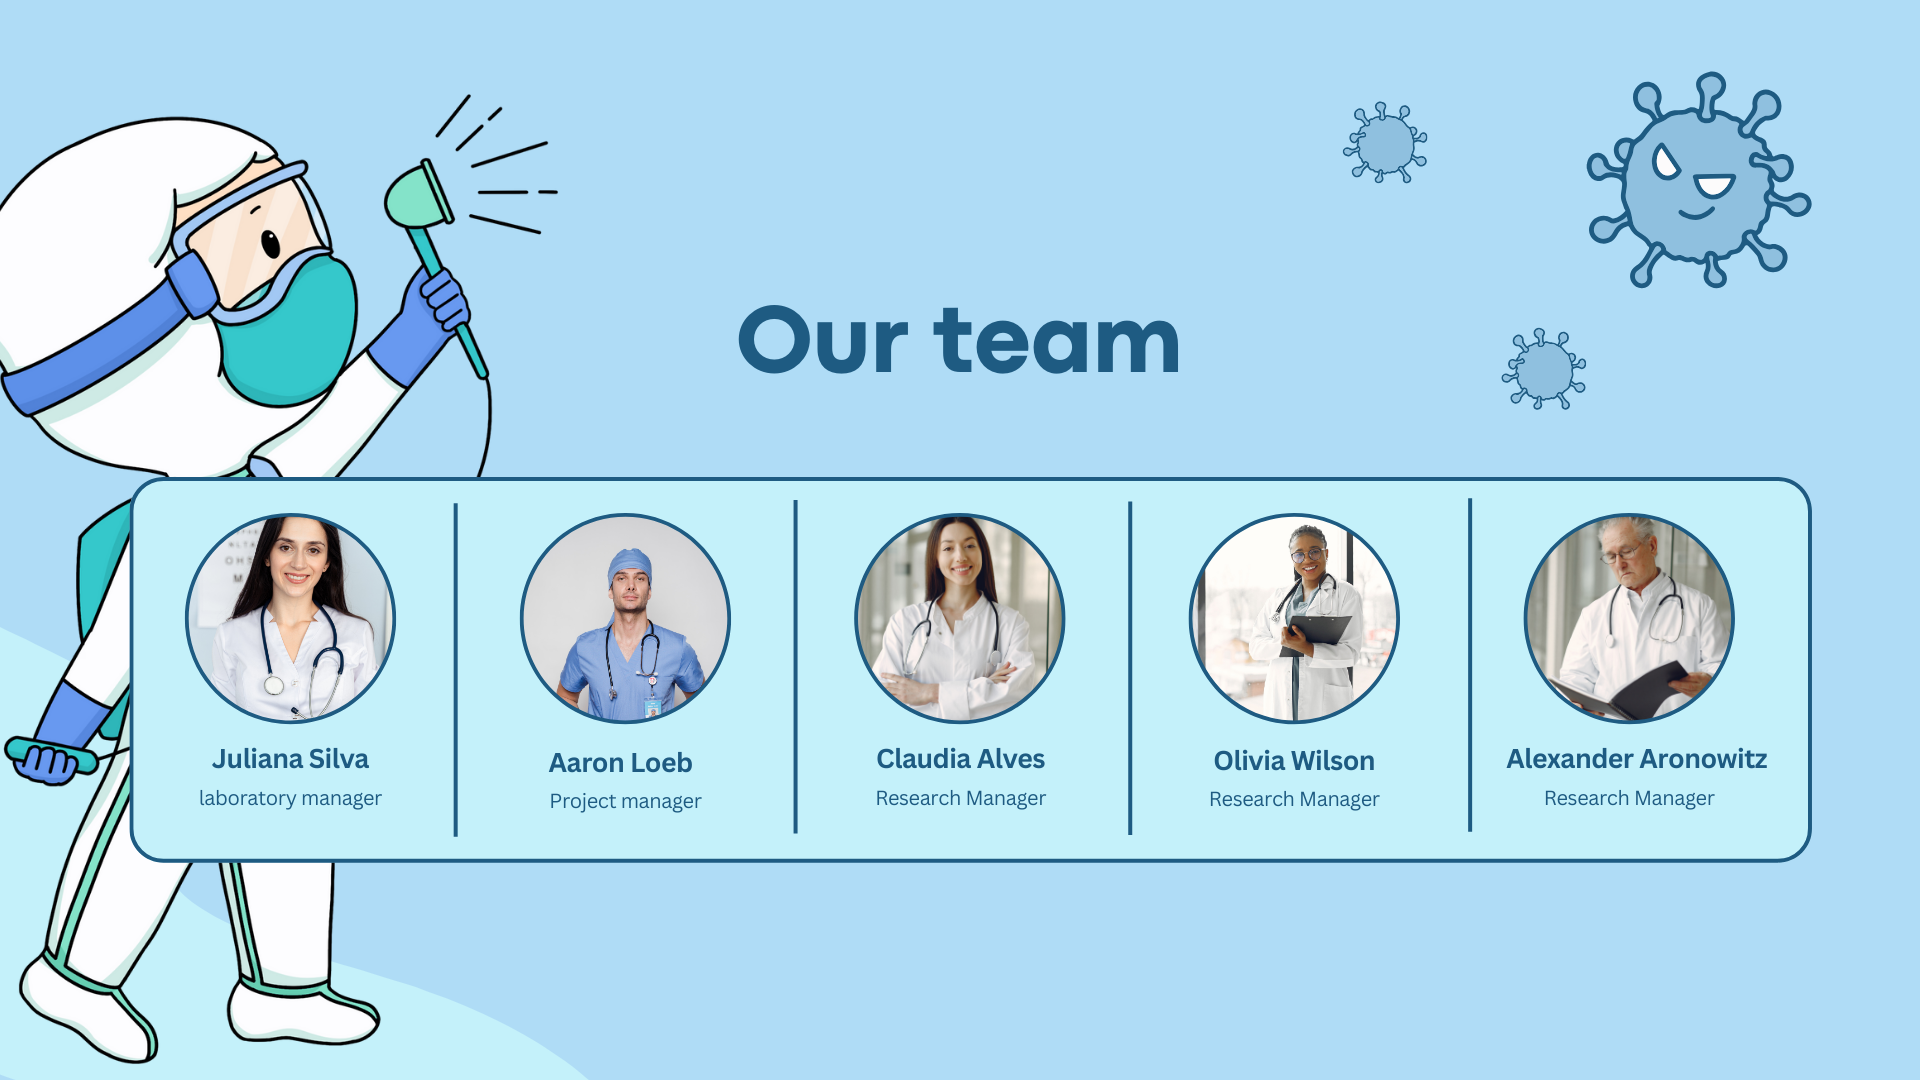 Our team
Juliana Silva
laboratory manager
Aaron Loeb
Project manager
Claudia Alves
Research Manager
Olivia Wilson
Research Manager
Alexander Aronowitz
Research Manager